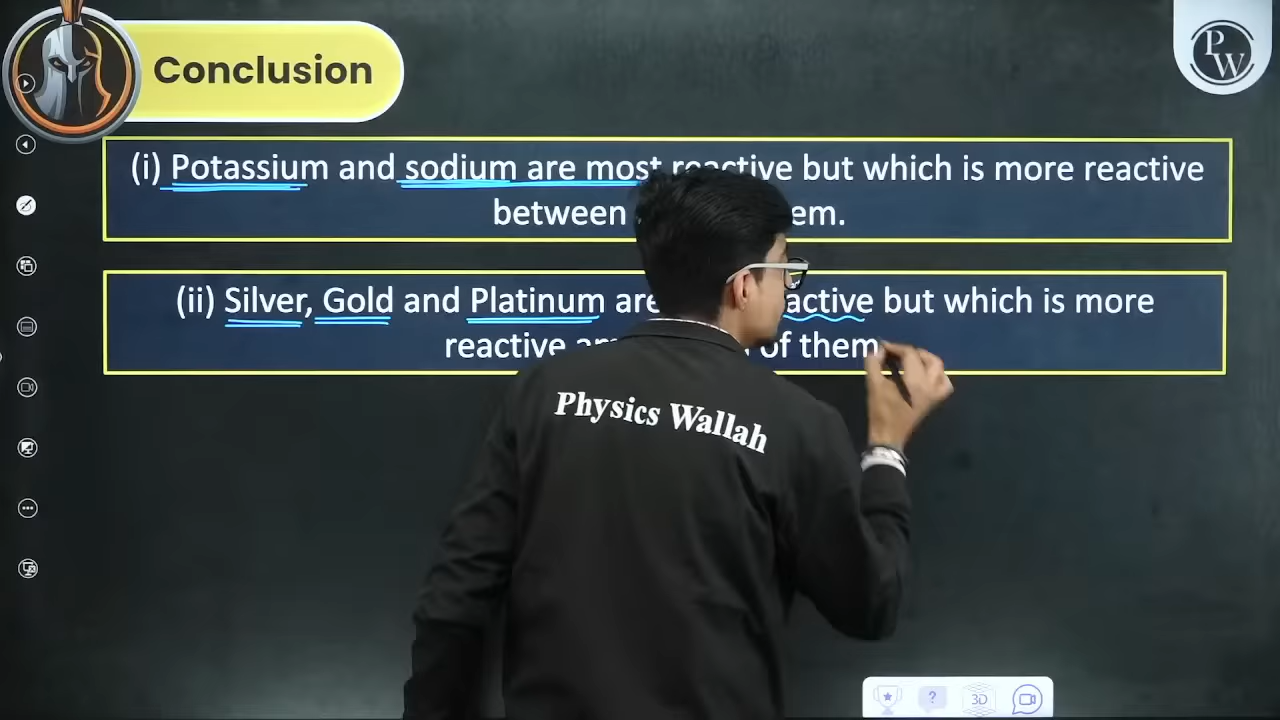 Conclusion
P
W
(i) Potassium and sodium are most reactive but which is more reactive
between em.
(ii) Silver, Gold and Platinum are active but which is more
reactive of them
Physics Wallah
?
3D